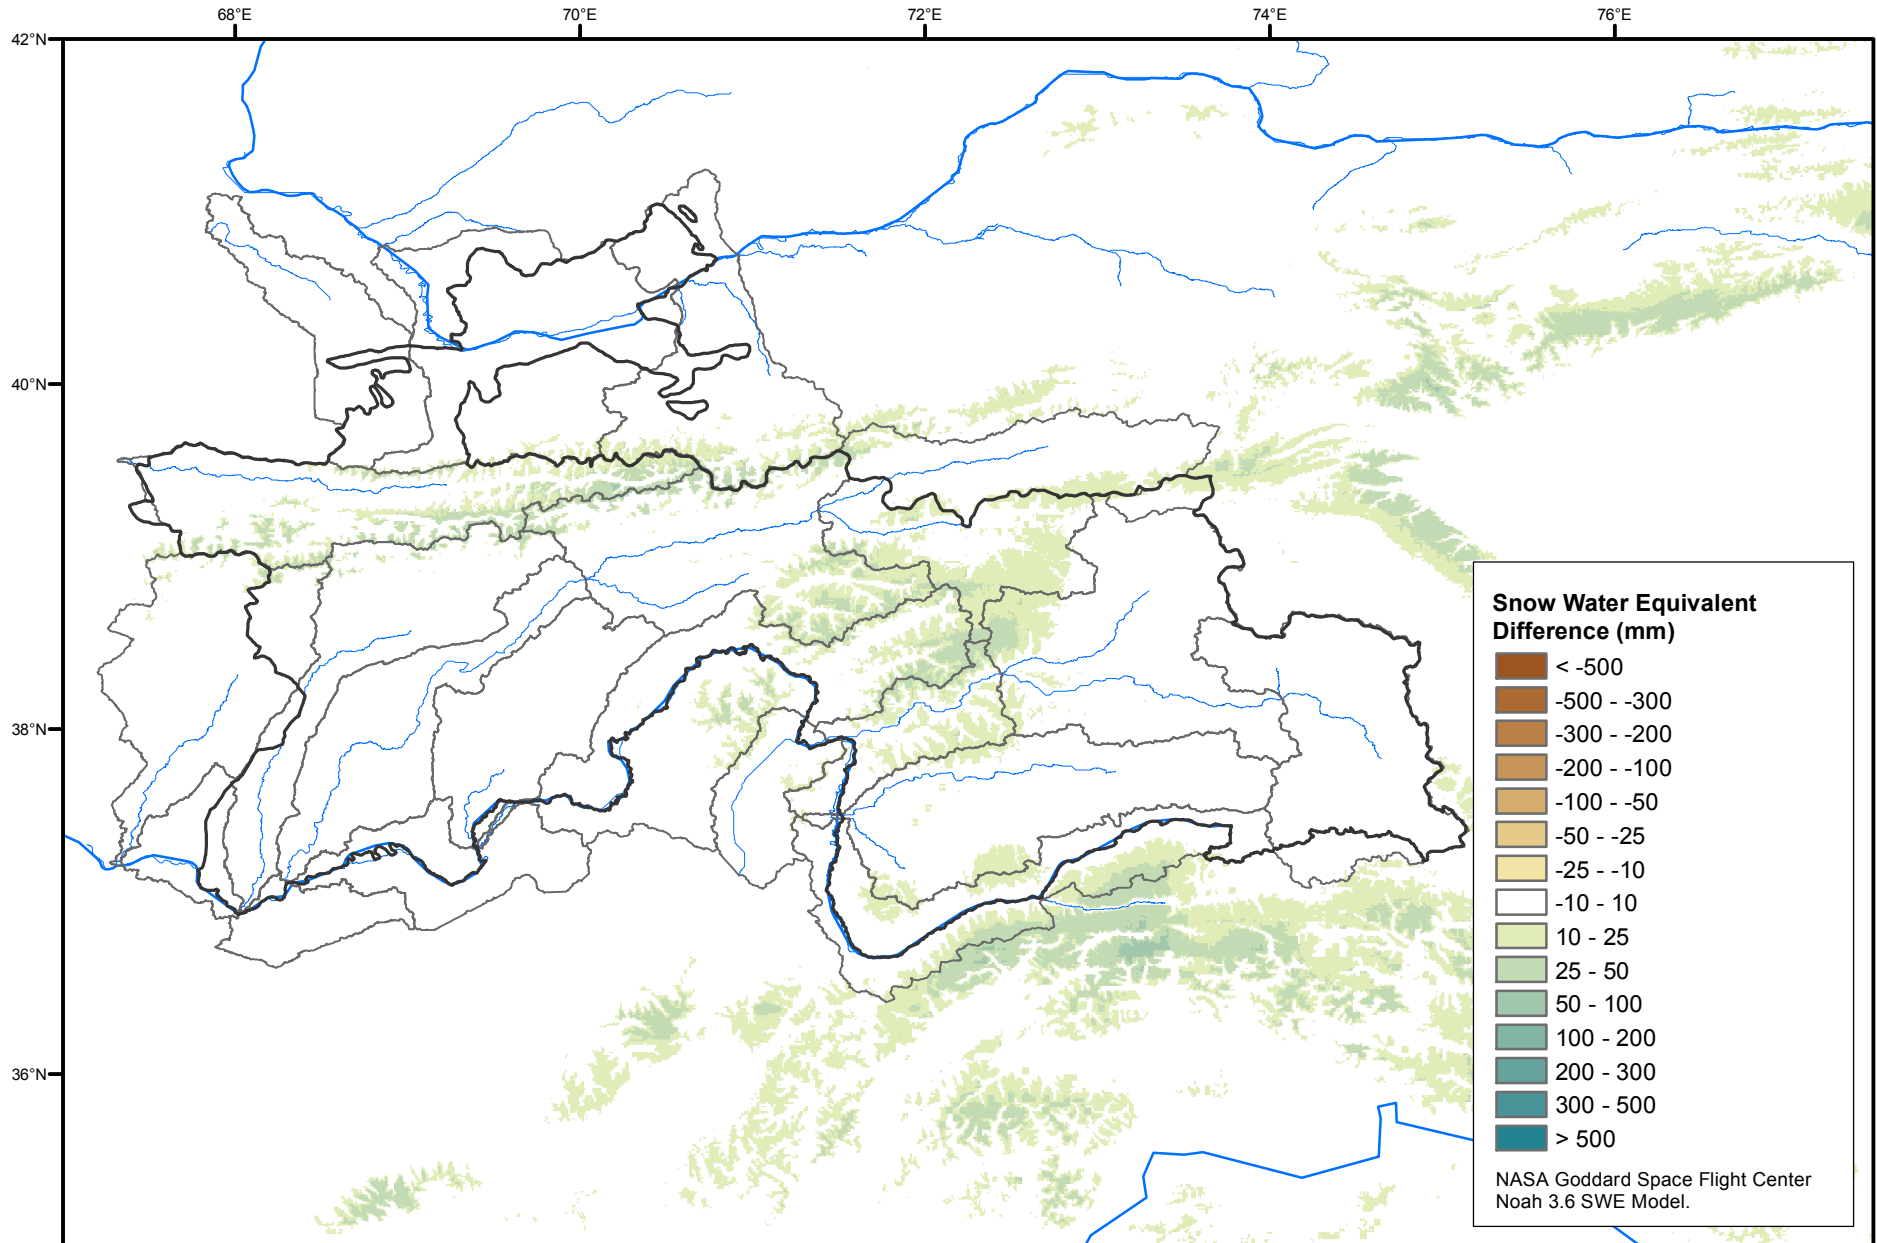 68°E 70°E 72°E 74°E 76°E
42°N
40°N
38°N
36°N
Snow Water Equivalent
Difference (mm)
< -500
-500 - -300
-300 - -200
-200 - -100
-100 - -50
-50 - -25
-25 - -10
-10 - 10
10 - 25
25 - 50
50 - 100
100 - 200
200 - 300
300 - 500
> 500
NASA Goddard Space Flight Center
Noah 3.6 SWE Model.